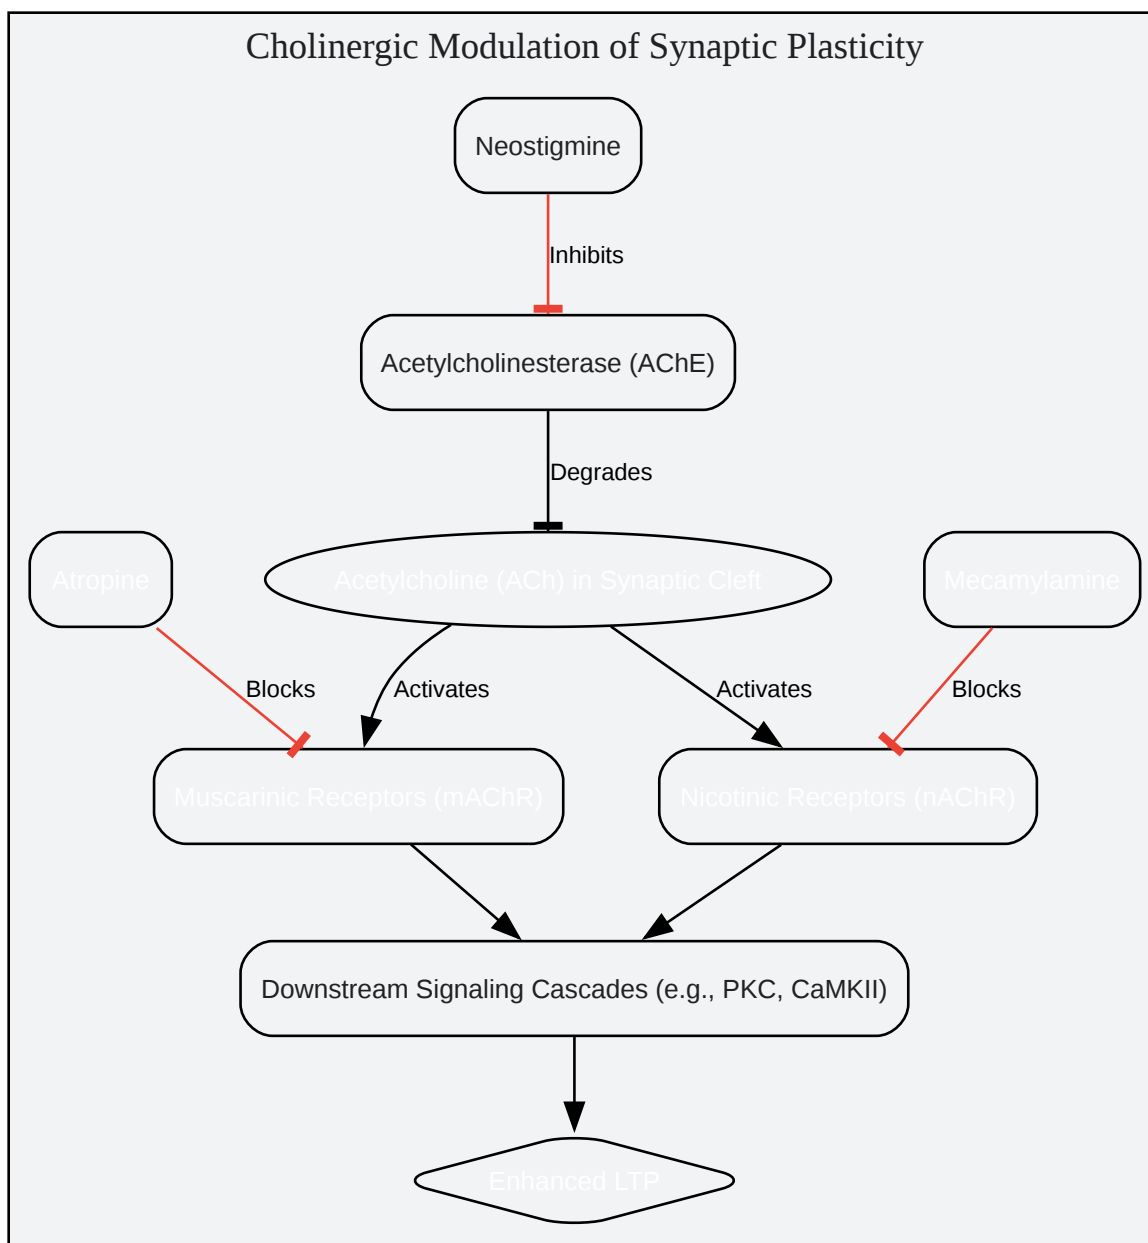 Cholinergic Modulation of Synaptic Plasticity
Neostigmine
Inhibits
Acetylcholinesterase (AChE)
Degrades
Atropine
Acetylcholine (ACh) in Synaptic Cleft
Mecamylamine
Blocks
Activates
Activates
Blocks
Muscarinic Receptors (mAChR)
Nicotinic Receptors (nAChR)
Downstream Signaling Cascades (e.g., PKC, CaMKII)
Enhanced LTP